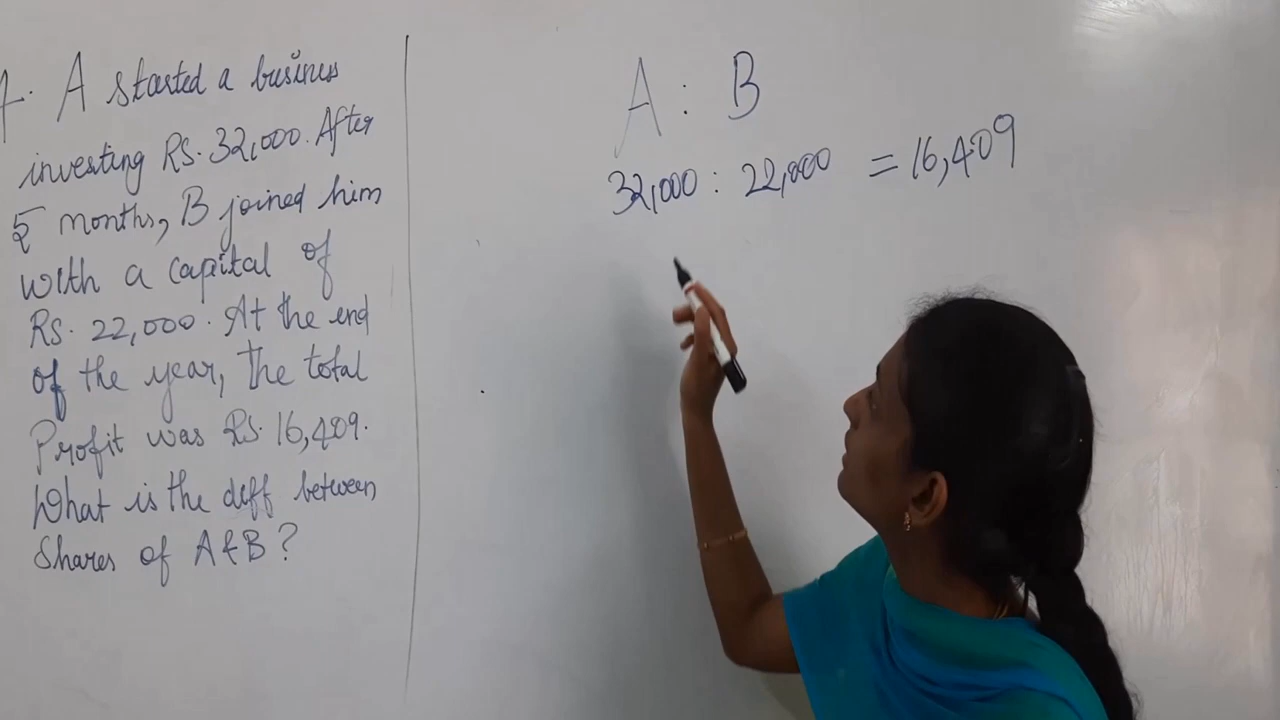 A started a business
investing RS. 32,000. After
5 months, B joined him
with a capital of
RS. 22,000. At the end
of the year, the total
Profit was RS. 16,409.
What is the diff between
Shares of A & B?
A : B
32,000 : 22,000 = 16,409